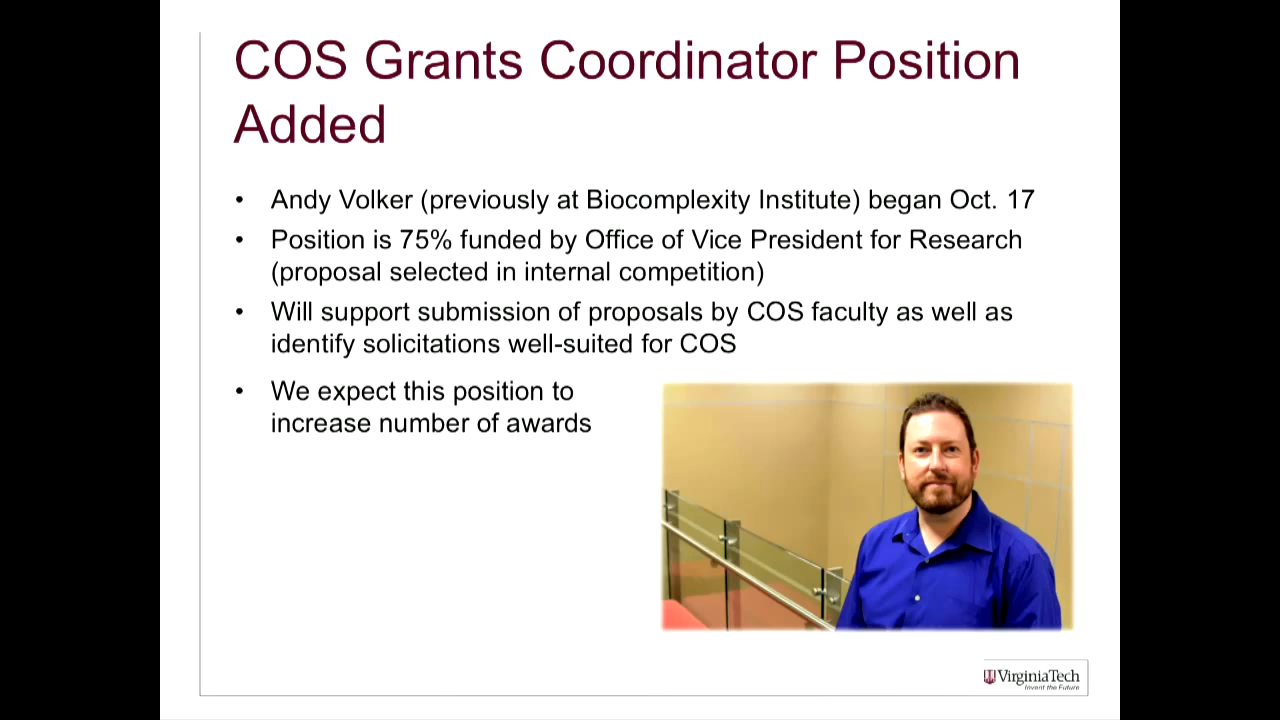 COS Grants Coordinator Position
Added
• Andy Volker (previously at Biocomplexity Institute) began Oct. 17
• Position is 75% funded by Office of Vice President for Research
(proposal selected in internal competition)
• Will support submission of proposals by COS faculty as well as
identify solicitations well-suited for COS
• We expect this position to
increase number of awards
VirginiaTech
Invent the Future